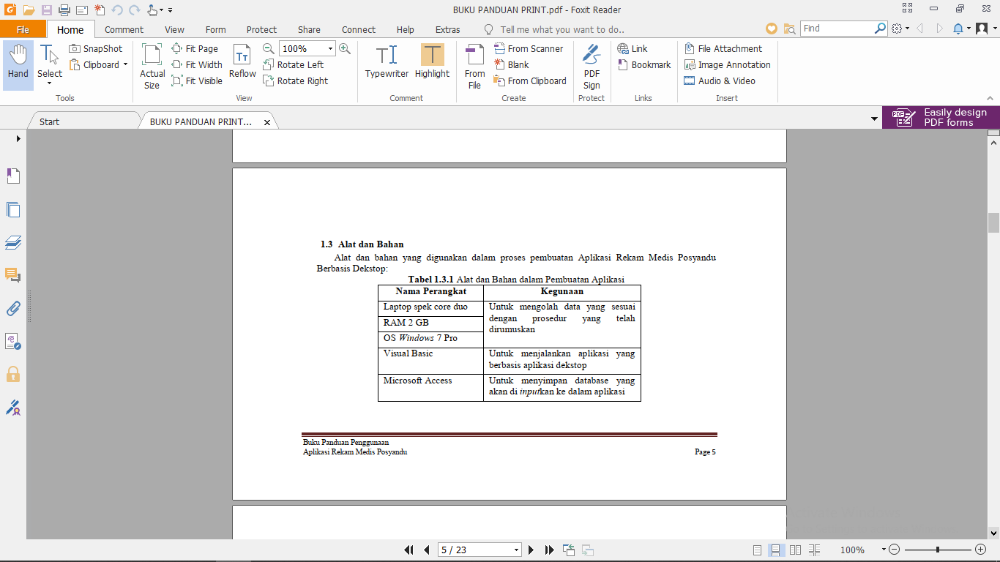 BUKU PANDUAN PRINT.pdf - Foxit Reader
File Home Comment View Form Protect Share Connect Help Extras Tell me what you want to do.. Find
Hand
Select
SnapShot
Clipboard
Tools
Actual Size
Fit Page
Fit Width
Fit Visible
Reflow
100%
Rotate Left
Rotate Right
View
Typewriter
Highlight
Comment
From File
From Scanner
Blank
From Clipboard
Create
PDF Sign
Protect
Link
Bookmark
Links
File Attachment
Image Annotation
Audio & Video
Insert
Start
BUKU PANDUAN PRINT...
PDF
Easily design
PDF forms
1.3 Alat dan Bahan
Alat dan bahan yang digunakan dalam proses pembuatan Aplikasi Rekam Medis Posyandu
Berbasis Dekstop:
Tabel 1.3.1 Alat dan Bahan dalam Pembuatan Aplikasi
Nama Perangkat
Kegunaan
Laptop spek core duo
RAM 2 GB
OS Windows 7 Pro
Untuk mengolah data yang sesuai
dengan prosedur yang telah
dirumuskan
Visual Basic
Untuk menjalankan aplikasi yang
berbasis aplikasi dekstop
Microsoft Access
Untuk menyimpan database yang
akan di inputkan ke dalam aplikasi
Buku Panduan Penggunaan
Aplikasi Rekam Medis Posyandu
Page 5
5 / 23
100%